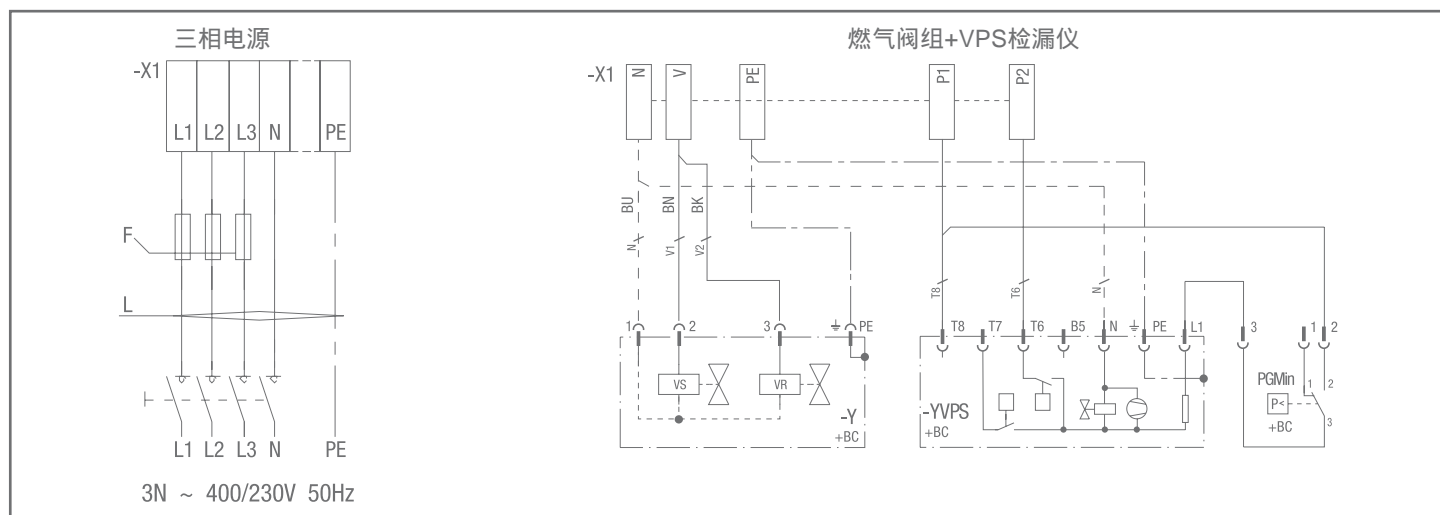 三相电源
-X1
L1 L2 L3 N PE
F
L
L1 L2 L3 N PE
3N ~ 400/230V 50Hz
燃气阀组+VPS检漏仪
-X1 N V PE P1 P2
BU BN BK
N V1 V2 T8 T6 N
1 2 3 PE T8 T7 T6 B5 N PE L1 3 1 2
VS VR
-Y
+BC
-YVPS
+BC
PGMin
1 2
P<
+BC
3